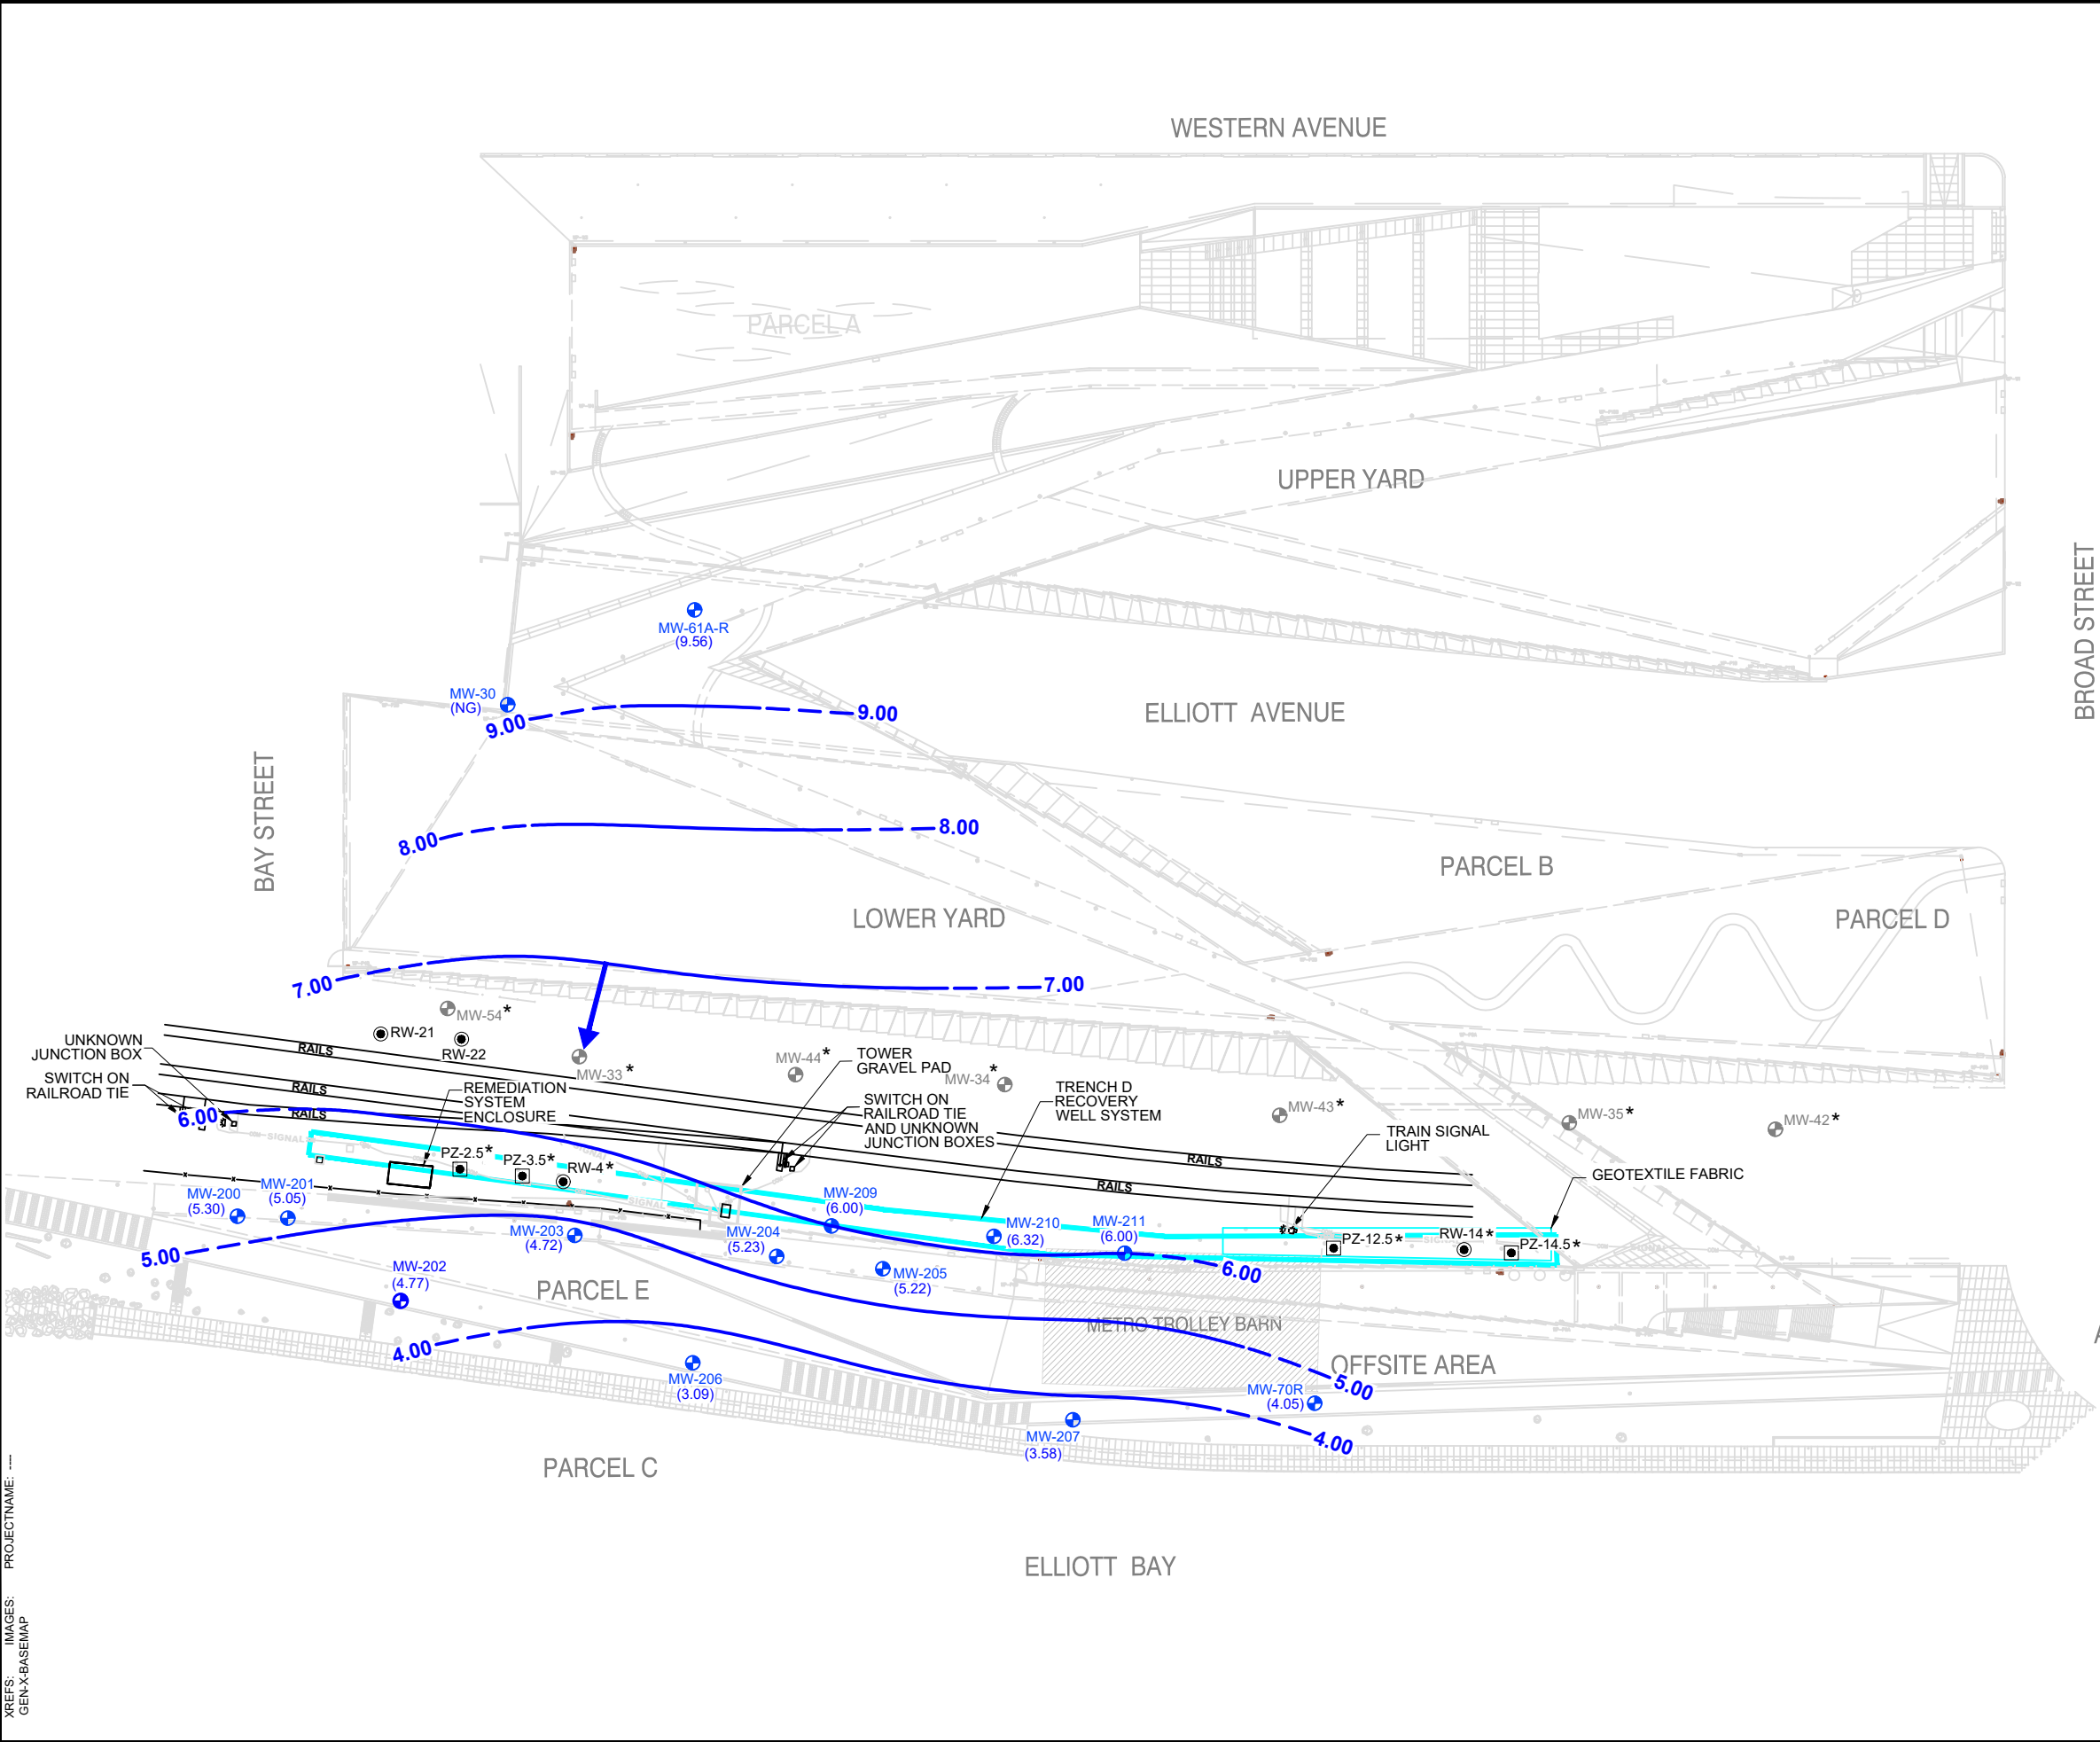 WESTERN AVENUE
PARCEL A
UPPER YARD
BROAD STREET
MW-61A-R
(9.56)
MW-30
(NG)
9.00
9.00
ELLIOTT AVENUE
BAY STREET
8.00
8.00
PARCEL B
LOWER YARD
PARCEL D
7.00
7.00
MW-54*
RW-21
RW-22
UNKNOWN
JUNCTION BOX
SWITCH ON
RAILROAD TIE
RAILS
RAILS
RAILS
MW-33 *
MW-44*
MW-34*
TOWER
GRAVEL PAD
REMEDIATION
SYSTEM
ENCLOSURE
SWITCH ON
RAILROAD TIE
AND UNKNOWN
JUNCTION BOXES
TRENCH D
RECOVERY
WELL SYSTEM
MW-43*
MW-35*
MW-42*
TRAIN SIGNAL
LIGHT
GEOTEXTILE FABRIC
RAILS
RAILS
6.00
SIGNAL
PZ-2.5*
PZ-3.5*
RW-4*
SIGNAL
MW-200
(5.30)
MW-201
(5.05)
MW-203
(4.72)
MW-204
(5.23)
MW-209
(6.00)
MW-205
(5.22)
MW-210
(6.32)
MW-211
(6.00)
6.00
PZ-12.5*
RW-14*
PZ-14.5*
5.00
MW-202
(4.77)
PARCEL E
METRO TROLLEY BARN
OFFSITE AREA
4.00
MW-206
(3.09)
MW-70R
(4.05)
5.00
MW-207
(3.58)
4.00
PARCEL C
ELLIOTT BAY
XREFS: IMAGES: PROJECTNAME: ----
GEN-X-BASEMAP